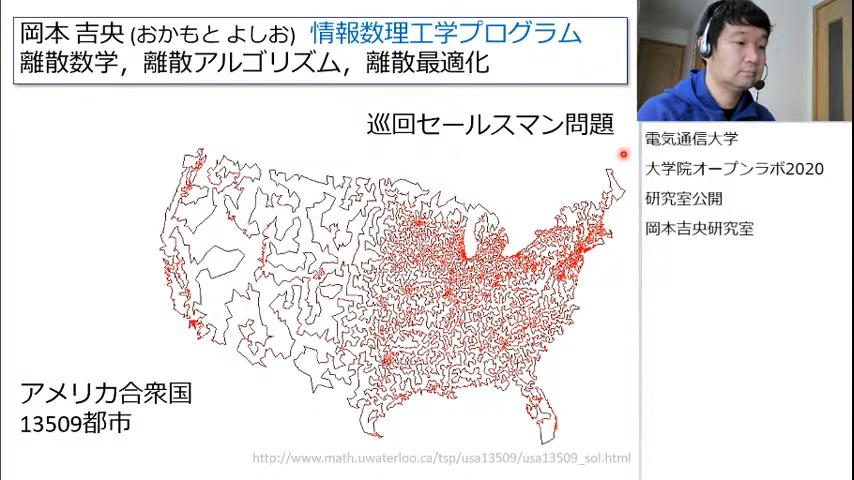 岡本 吉央 (おかもと よしお) 情報数理工学プログラム
離散数学，離散アルゴリズム，離散最適化
巡回セールスマン問題
アメリカ合衆国
13509都市
http://www.math.uwaterloo.ca/tsp/usa13509/usa13509_sol.html
電気通信大学
大学院オープンラボ2020
研究室公開
岡本吉央研究室